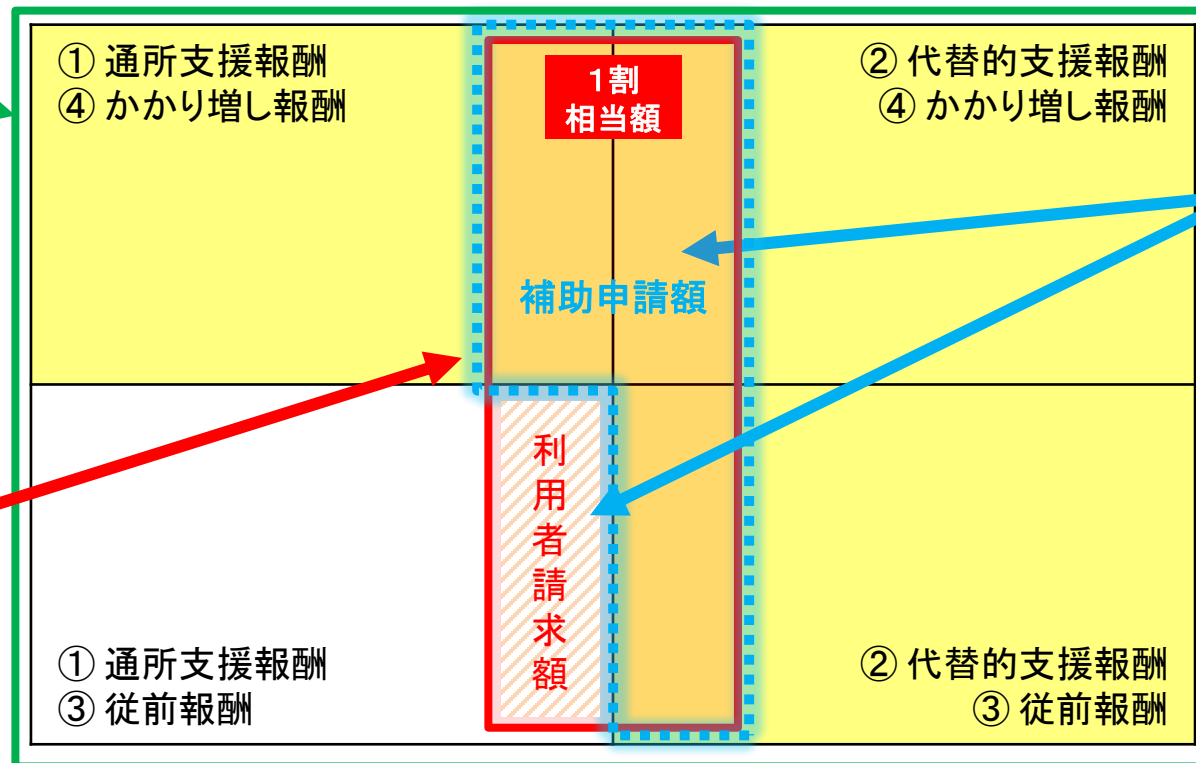 ① 通所支援報酬
④ かかり増し報酬
1割
相当額
② 代替的支援報酬
④ かかり増し報酬
補助申請額
利用者請求額
① 通所支援報酬
③ 従前報酬
② 代替的支援報酬
③ 従前報酬